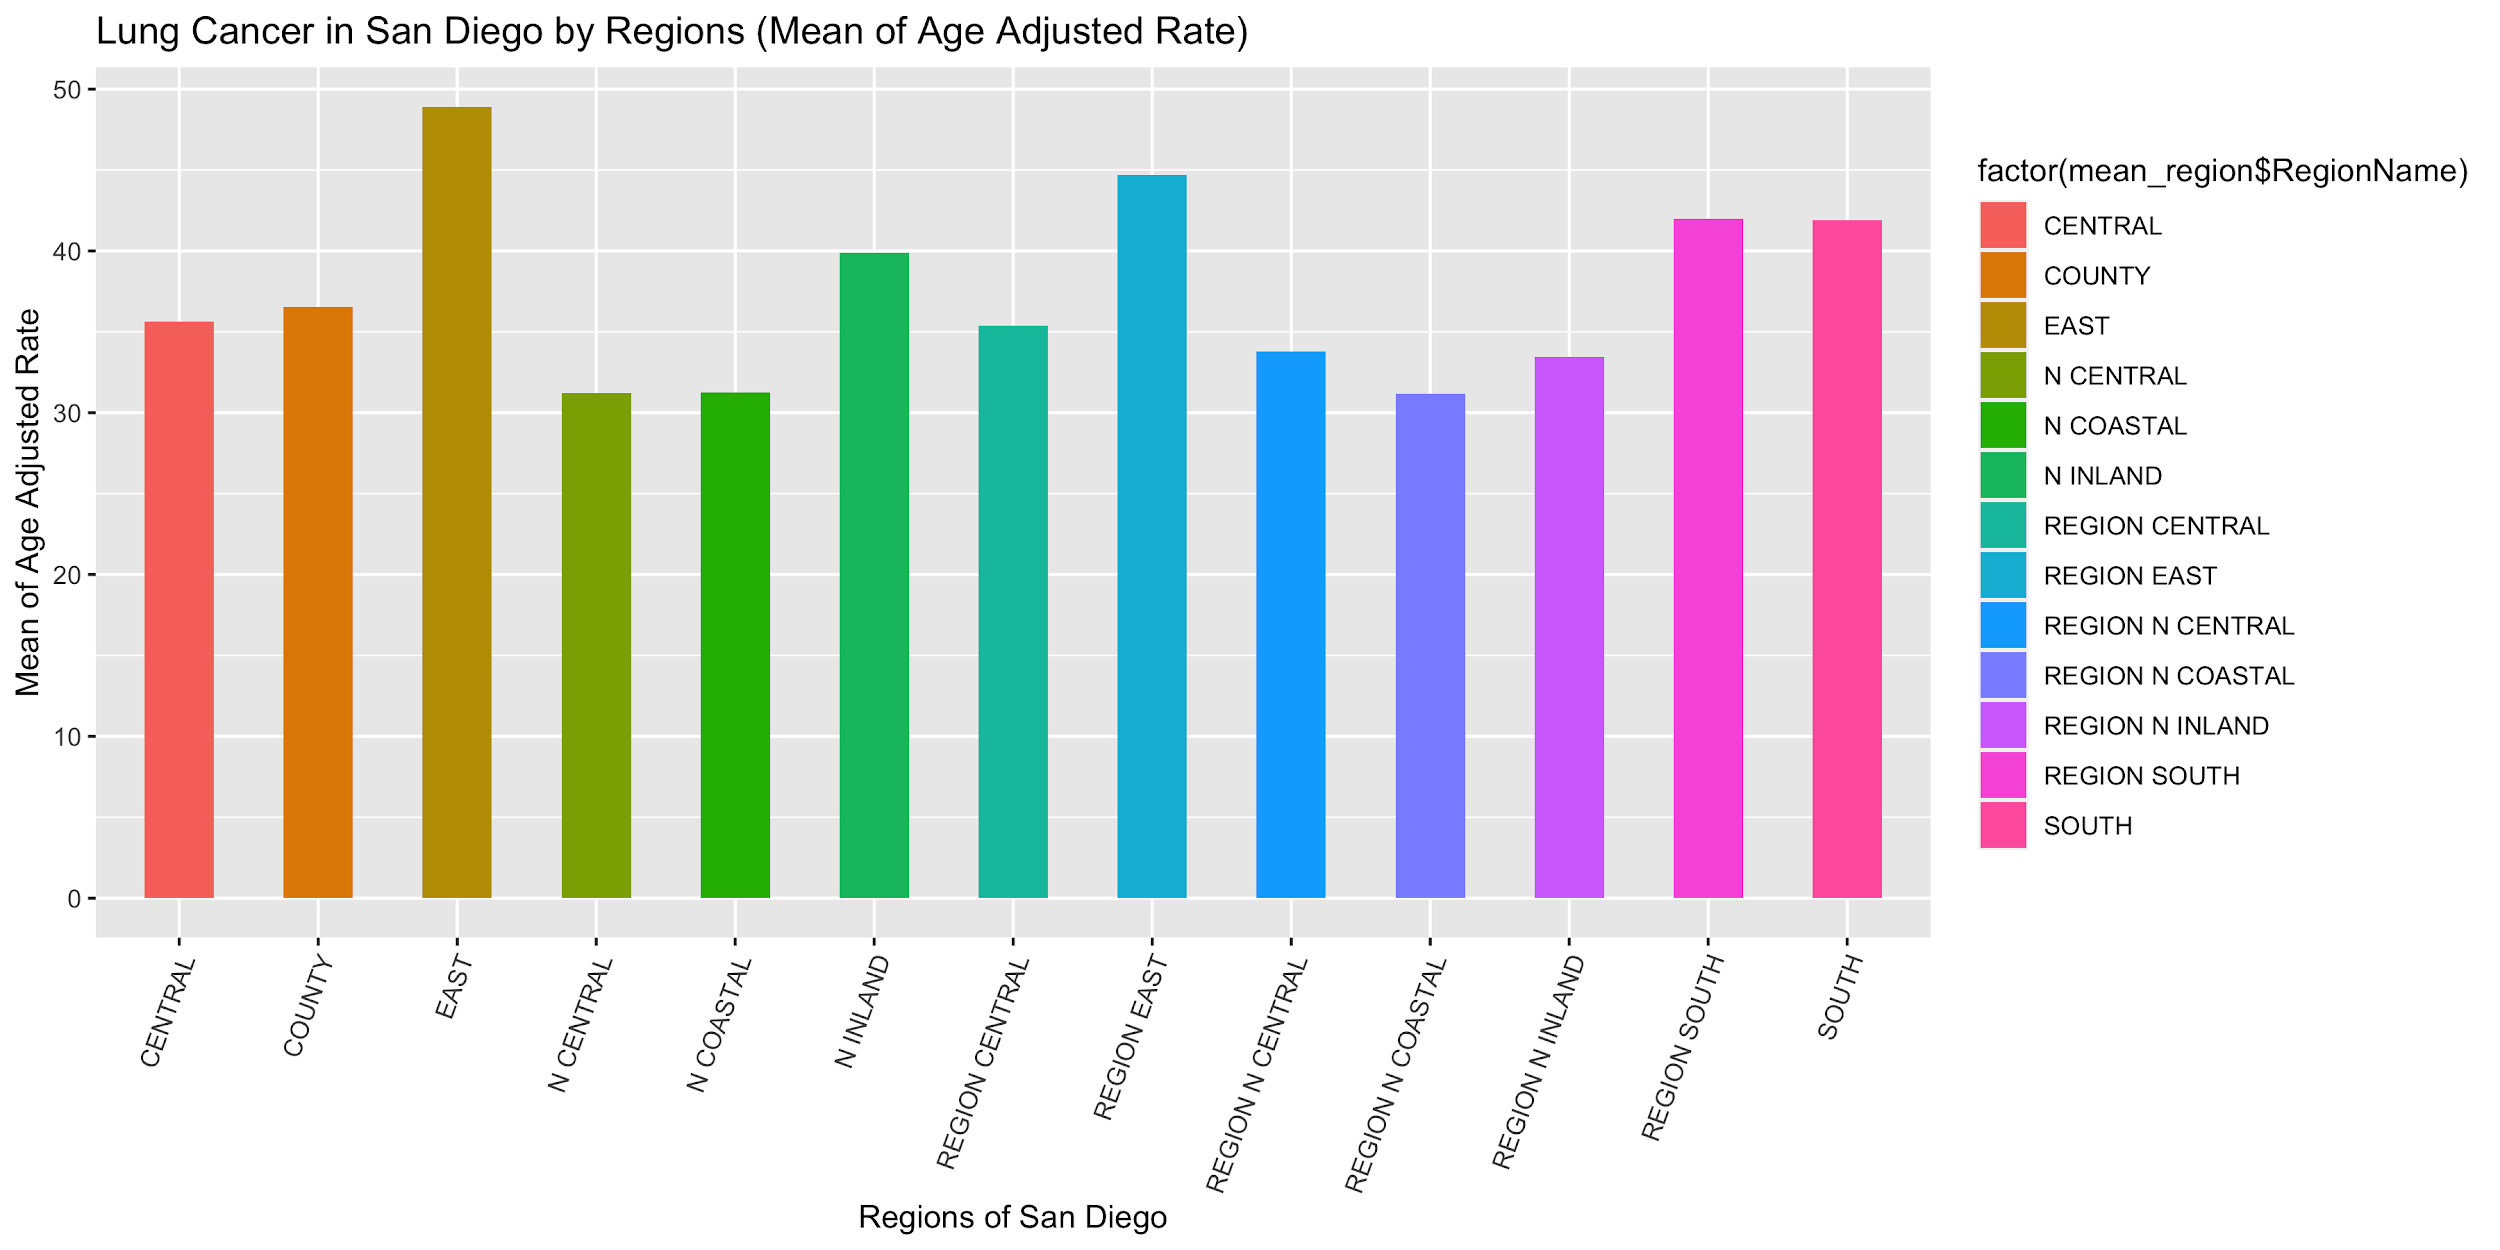 Lung Cancer in San Diego by Regions (Mean of Age Adjusted Rate)
Mean of Age Adjusted Rate
50
40
30
20
10
0
CENTRAL
COUNTY
EAST
N CENTRAL
N COASTAL
N INLAND
REGION CENTRAL
REGION EAST
REGION N CENTRAL
REGION N COASTAL
REGION N INLAND
REGION SOUTH
SOUTH
Regions of San Diego
factor(mean_region$RegionName)
CENTRAL
COUNTY
EAST
N CENTRAL
N COASTAL
N INLAND
REGION CENTRAL
REGION EAST
REGION N CENTRAL
REGION N COASTAL
REGION N INLAND
REGION SOUTH
SOUTH